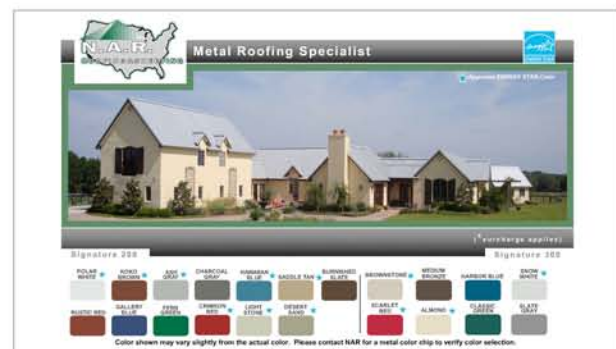 N.A.R.
Metal Roofing Specialist
ENERGY STAR
Approved ENERGY STAR Color
(*surcharge applies)
Signature 200
Signature 300
POLAR WHITE
KOKO BROWN
ASH GRAY
CHARCOAL GRAY
HAWAIIAN BLUE
SADDLE TAN
BURNISHED SLATE
BROWNSTONE
MEDIUM BRONZE
HARBOR BLUE
SNOW WHITE
RUSTIC RED
GALLERY BLUE
FERN GREEN
CRIMSON RED
LIGHT STONE
DESERT SAND
SCARLET RED
ALMOND
CLASSIC GREEN
SLATE GRAY
Color shown may vary slightly from the actual color. Please contact NAR for a metal color chip to verify color selection.